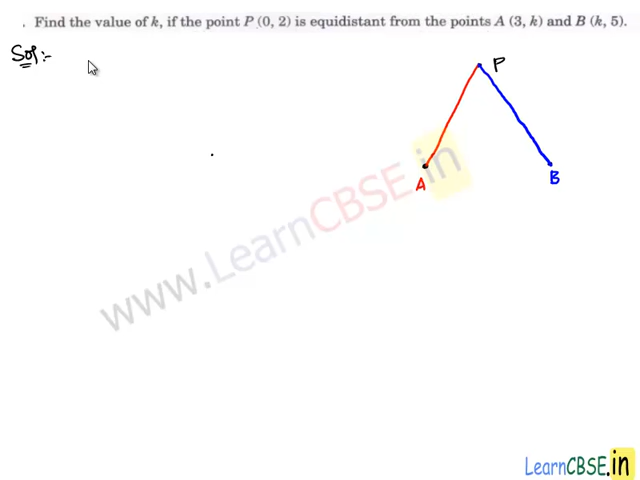 . Find the value of k, if the point P (0, 2) is equidistant from the points A (3, k) and B (k, 5).
Sol:-
P
A
B
www.LearnCBSE.in
LearnCBSE.in